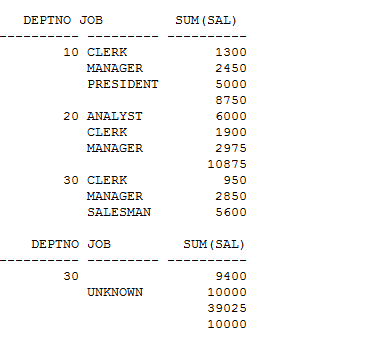 DEPTNO JOB SUM(SAL)
---------- --------- ----------
10 CLERK 1300
MANAGER 2450
PRESIDENT 5000
8750
20 ANALYST 6000
CLERK 1900
MANAGER 2975
10875
30 CLERK 950
MANAGER 2850
SALESMAN 5600
DEPTNO JOB SUM(SAL)
---------- --------- ----------
30 9400
UNKNOWN 10000
39025
10000